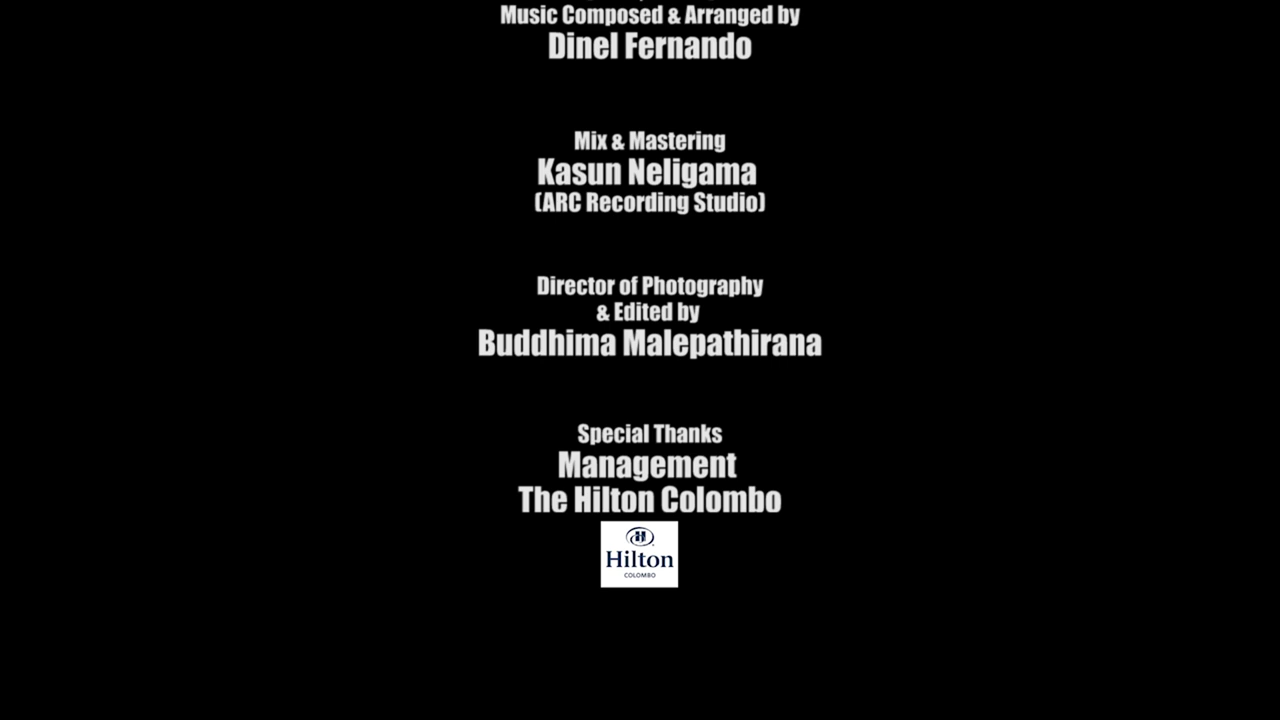 Music Composed & Arranged by
Dinel Fernando
Mix & Mastering
Kasun Neligama
(ARC Recording Studio)
Director of Photography
& Edited by
Buddhima Malepathirana
Special Thanks
Management
The Hilton Colombo
H
Hilton
COLOMBO